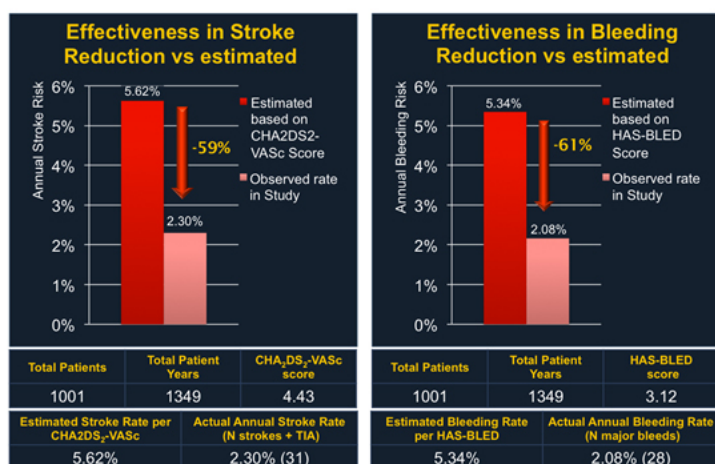 Effectiveness in Stroke
Reduction vs estimated
6%
5%
4%
3%
2%
1%
0%
Annual Stroke Risk
5.62%
-59%
2.30%
Estimated
based on
CHA2DS2-
VASc Score
Observed rate
in Study
Total Patients
Total Patient
Years
CHA₂DS₂-VASc
score
1001
1349
4.43
Estimated Stroke Rate per
CHA2DS₂-VASc
Actual Annual Stroke Rate
(N strokes + TIA)
5.62%
2.30% (31)
Effectiveness in Bleeding
Reduction vs estimated
6%
5%
4%
3%
2%
1%
0%
Annual Bleeding Risk
5.34%
-61%
2.08%
Estimated
based on
HAS-BLED
Score
Observed rate
in Study
Total Patients
Total Patient
Years
HAS-BLED
score
1001
1349
3.12
Estimated Bleeding Rate
per HAS-BLED
Actual Annual Bleeding Rate
(N major bleeds)
5.34%
2.08% (28)